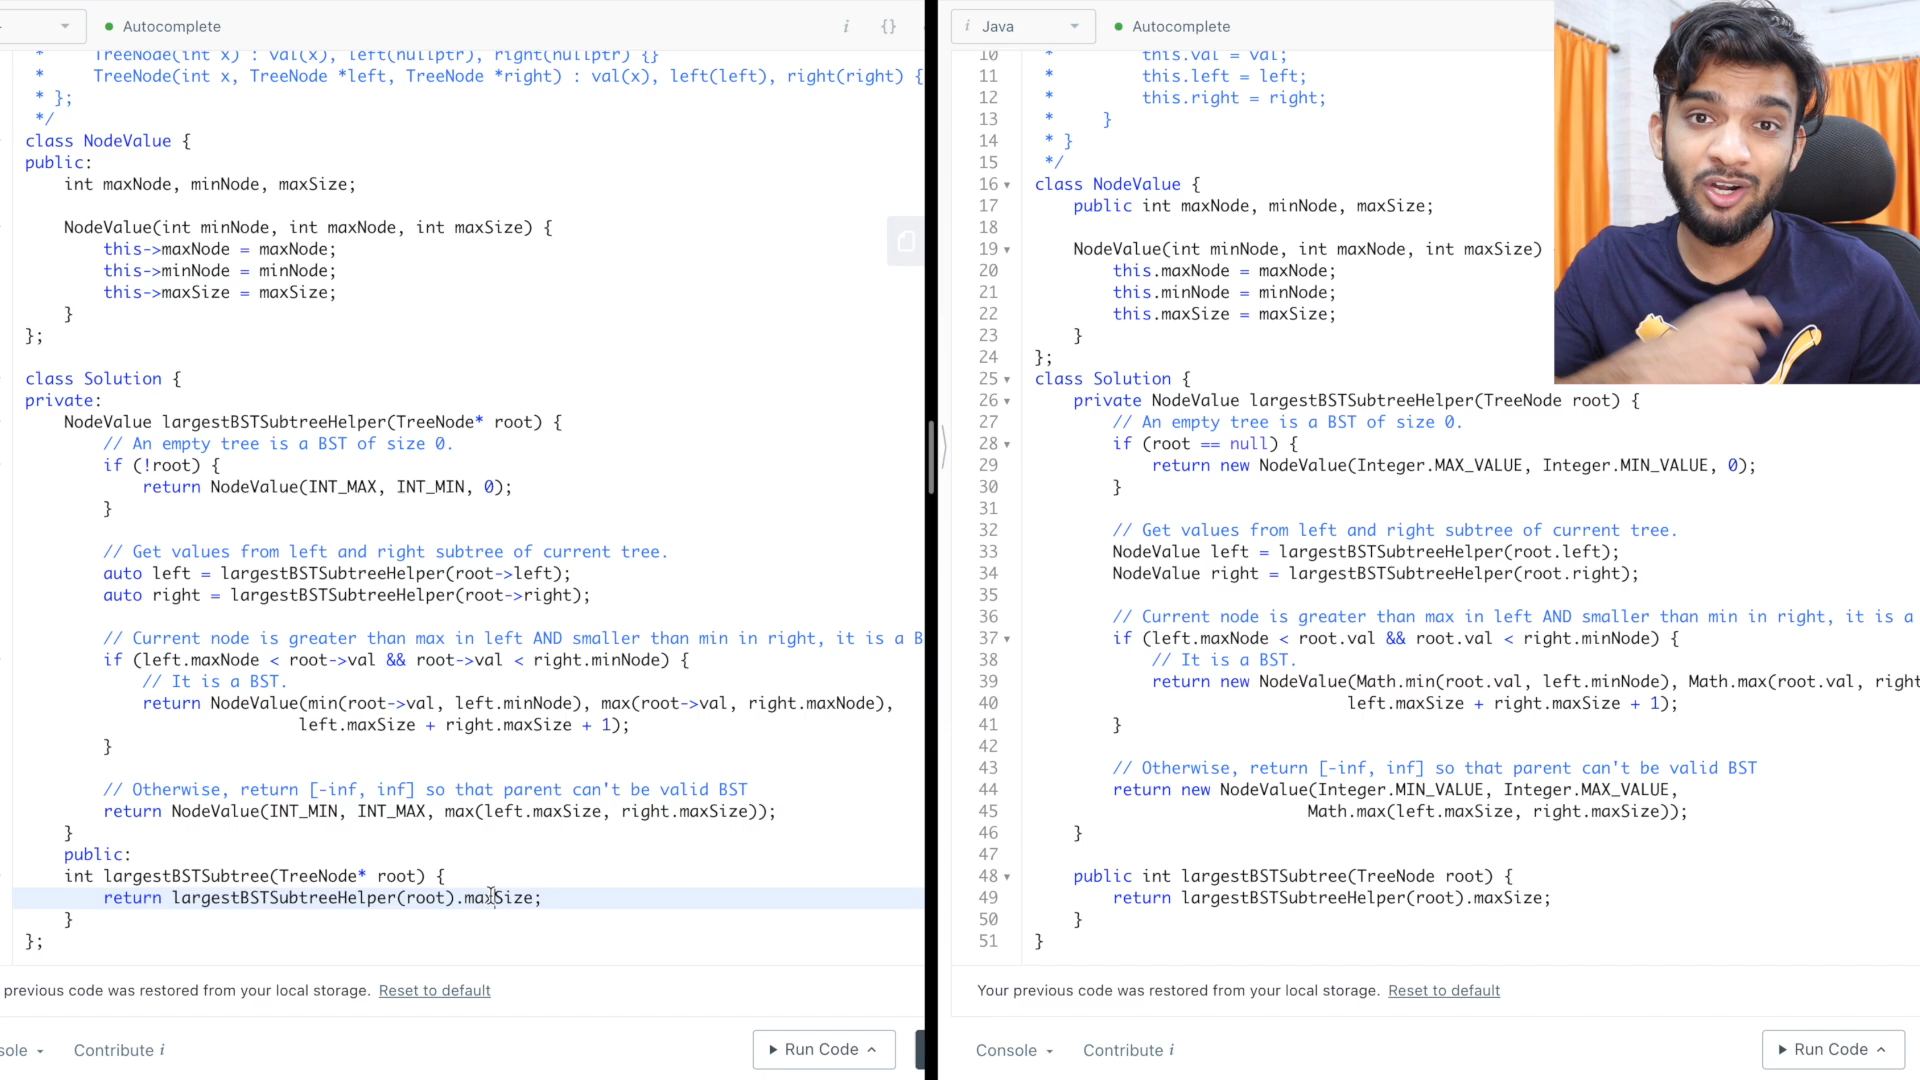 Autocomplete
i {}
* TreeNode(int x) : val(x), left(nullptr), right(nullptr) {}
* TreeNode(int x, TreeNode *left, TreeNode *right) : val(x), left(left), right(right) {
* };
*/
class NodeValue {
public:
int maxNode, minNode, maxSize;
NodeValue(int minNode, int maxNode, int maxSize) {
this->maxNode = maxNode;
this->minNode = minNode;
this->maxSize = maxSize;
}
};
class Solution {
private:
NodeValue largestBSTSubtreeHelper(TreeNode* root) {
// An empty tree is a BST of size 0.
if (!root) {
return NodeValue(INT_MAX, INT_MIN, 0);
}
// Get values from left and right subtree of current tree.
auto left = largestBSTSubtreeHelper(root->left);
auto right = largestBSTSubtreeHelper(root->right);
// Current node is greater than max in left AND smaller than min in right, it is a B
if (left.maxNode < root->val && root->val < right.minNode) {
// It is a BST.
return NodeValue(min(root->val, left.minNode), max(root->val, right.maxNode),
left.maxSize + right.maxSize + 1);
}
// Otherwise, return [-inf, inf] so that parent can't be valid BST
return NodeValue(INT_MIN, INT_MAX, max(left.maxSize, right.maxSize));
}
public:
int largestBSTSubtree(TreeNode* root) {
return largestBSTSubtreeHelper(root).maxSize;
}
};
previous code was restored from your local storage. Reset to default
sole Contribute i
Run Code
i Java Autocomplete
10 * this.val = val;
11 * this.left = left;
12 * this.right = right;
13 * }
14 * }
15 */
16 class NodeValue {
17 public int maxNode, minNode, maxSize;
18
19 NodeValue(int minNode, int maxNode, int maxSize)
20 this.maxNode = maxNode;
21 this.minNode = minNode;
22 this.maxSize = maxSize;
23 }
24 };
25 class Solution {
26 private NodeValue largestBSTSubtreeHelper(TreeNode root) {
27 // An empty tree is a BST of size 0.
28 if (root == null) {
29 return new NodeValue(Integer.MAX_VALUE, Integer.MIN_VALUE, 0);
30 }
31
32 // Get values from left and right subtree of current tree.
33 NodeValue left = largestBSTSubtreeHelper(root.left);
34 NodeValue right = largestBSTSubtreeHelper(root.right);
35
36 // Current node is greater than max in left AND smaller than min in right, it is a
37 if (left.maxNode < root.val && root.val < right.minNode) {
38 // It is a BST.
39 return new NodeValue(Math.min(root.val, left.minNode), Math.max(root.val, right
40 left.maxSize + right.maxSize + 1);
41 }
42
43 // Otherwise, return [-inf, inf] so that parent can't be valid BST
44 return new NodeValue(Integer.MIN_VALUE, Integer.MAX_VALUE,
45 Math.max(left.maxSize, right.maxSize));
46 }
47
48 public int largestBSTSubtree(TreeNode root) {
49 return largestBSTSubtreeHelper(root).maxSize;
50 }
51 }
Your previous code was restored from your local storage. Reset to default
Console Contribute i
Run Code